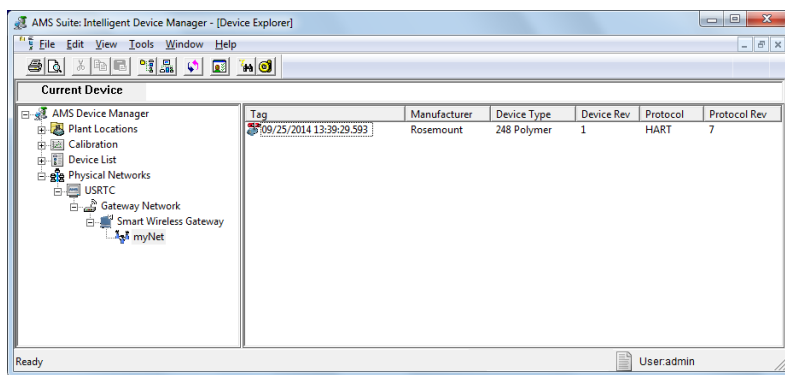 AMS Suite: Intelligent Device Manager - [Device Explorer]
File Edit View Tools Window Help
Current Device
AMS Device Manager
Plant Locations
Calibration
Device List
Physical Networks
USRTC
Gateway Network
Smart Wireless Gateway
myNet
Tag Manufacturer Device Type Device Rev Protocol Protocol Rev
09/25/2014 13:39:29.593 Rosemount 248 Polymer 1 HART 7
Ready User:admin